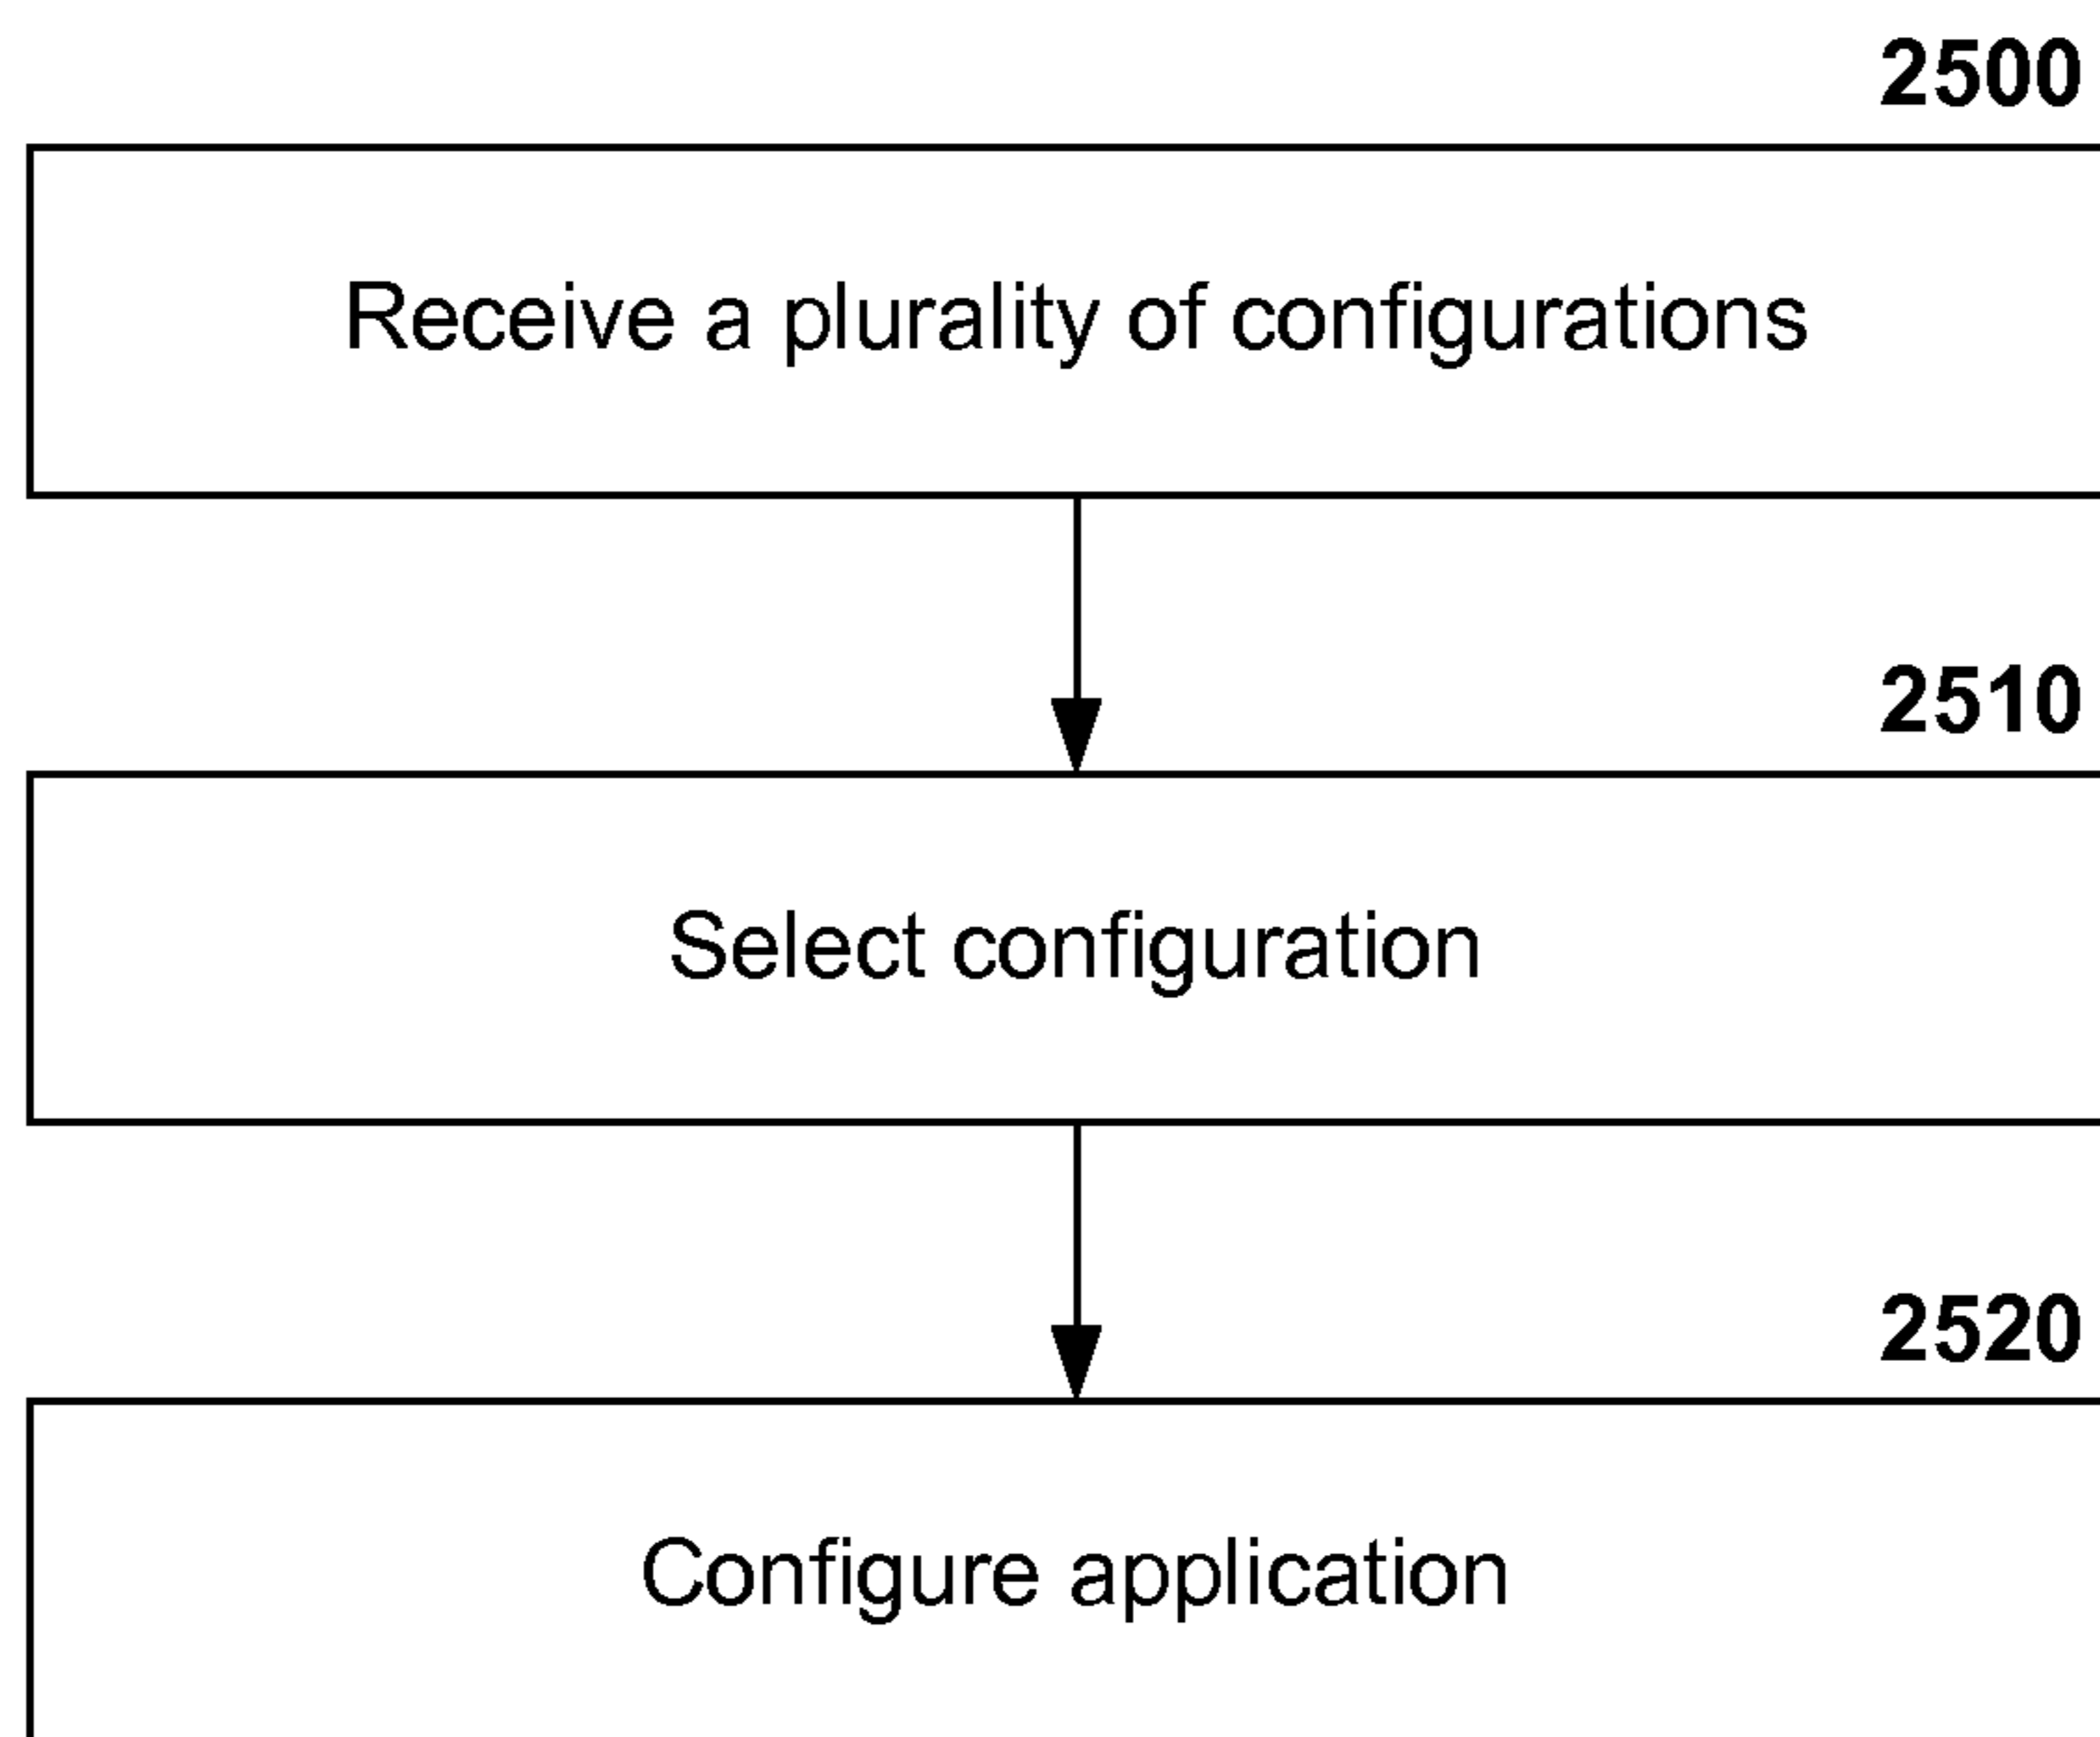 2500
Receive a plurality of configurations
2510
Select configuration
2520
Configure application